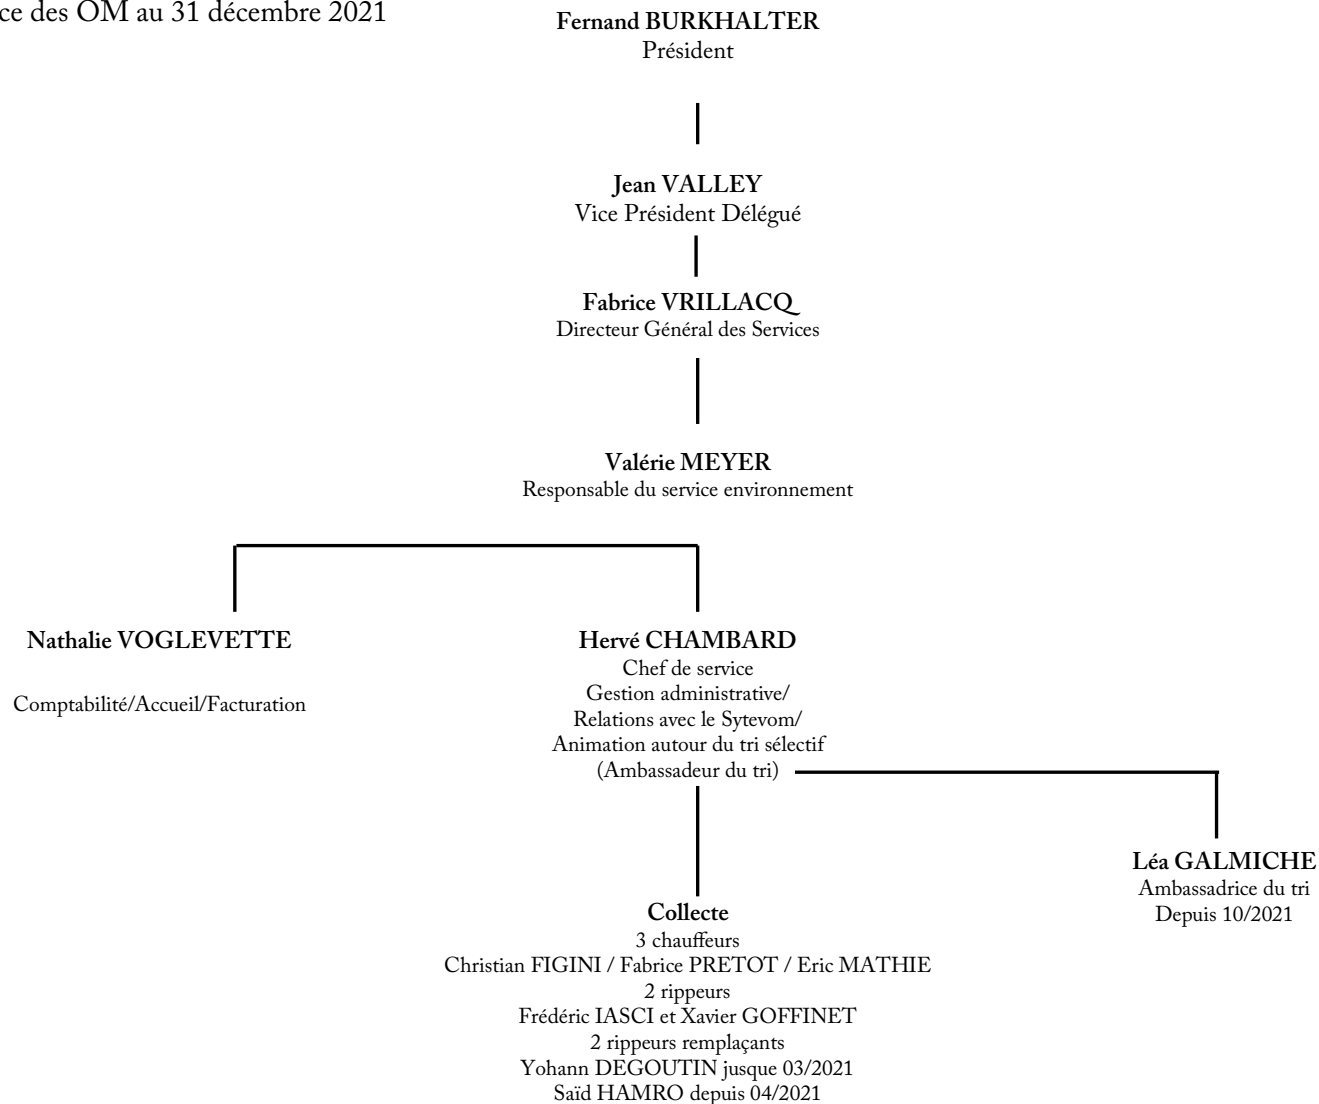 ce des OM au 31 décembre 2021
Fernand BURKHALTER
Président
Jean VALLEY
Vice Président Délégué
Fabrice VRILLACQ
Directeur Général des Services
Valérie MEYER
Responsable du service environnement
Nathalie VOGLEVETTE
Comptabilité/Accueil/Facturation
Hervé CHAMBARD
Chef de service
Gestion administrative/
Relations avec le Sytevom/
Animation autour du tri sélectif
(Ambassadeur du tri)
Léa GALMICHE
Ambassadrice du tri
Depuis 10/2021
Collecte
3 chauffeurs
Christian FIGINI / Fabrice PRETOT / Eric MATHIE
2 rippeurs
Frédéric IASCI et Xavier GOFFINET
2 rippeurs remplaçants
Yohann DEGOUTIN jusque 03/2021
Saïd HAMRO depuis 04/2021